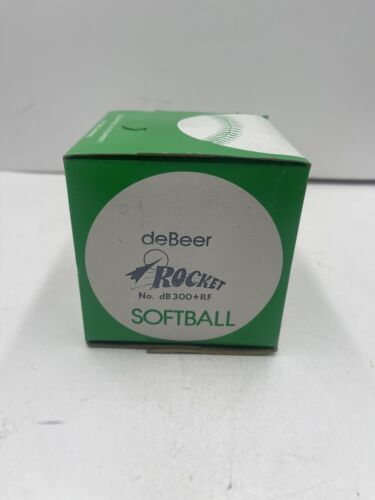 deBeer
ROCKET
No. dB300+RF
SOFTBALL